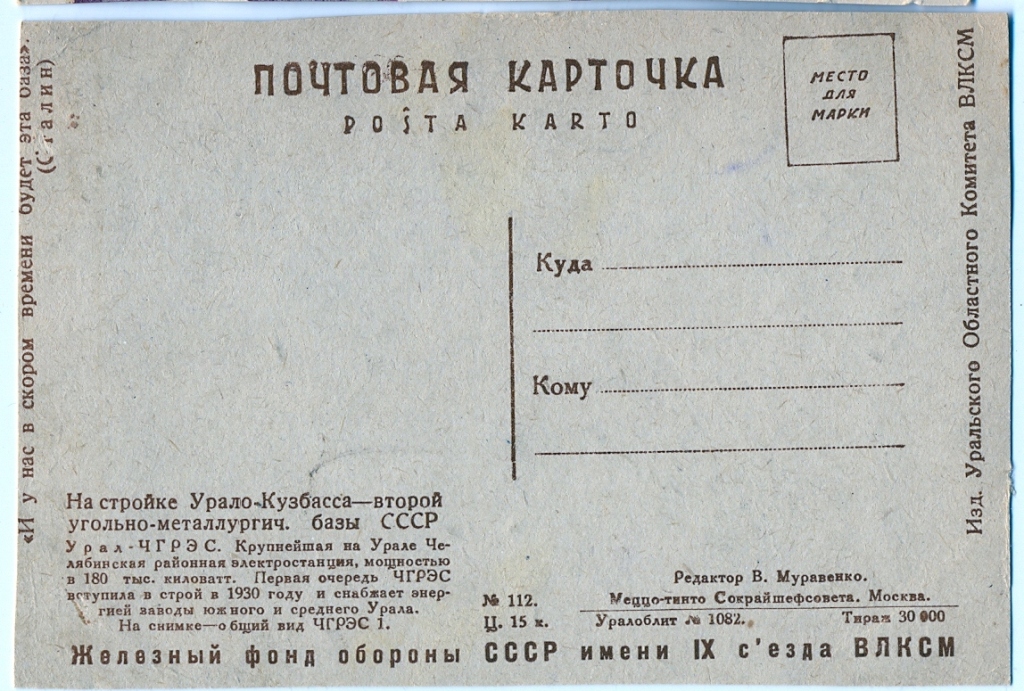 ПОЧТОВАЯ КАРТОЧКА
POŜTA KARTO
МЕСТО
ДЛЯ
МАРКИ
«И у нас в скором времени будет эта база».
(Сталин)
Куда
Кому
На стройке Урало-Кузбасса—второй
угольно-металлургич. базы СССР
Урал-ЧГРЭС. Крупнейшая на Урале Че-
лябинская районная электростанция, мощностью
в 180 тыс. киловатт. Первая очередь ЧГРЭС
вступила в строй в 1930 году и снабжает энер-
гией заводы южного и среднего Урала.
На снимке—общий вид ЧГРЭС 1.
№ 112.
Ц. 15 к.
Редактор В. Муравенко.
Меццо-тинто Сокрайшефсовета. Москва.
Уралоблит № 1082.
Тираж 30 000
Железный фонд обороны СССР имени IX с'езда ВЛКСМ
Изд. Уральского Областного Комитета ВЛКСМ